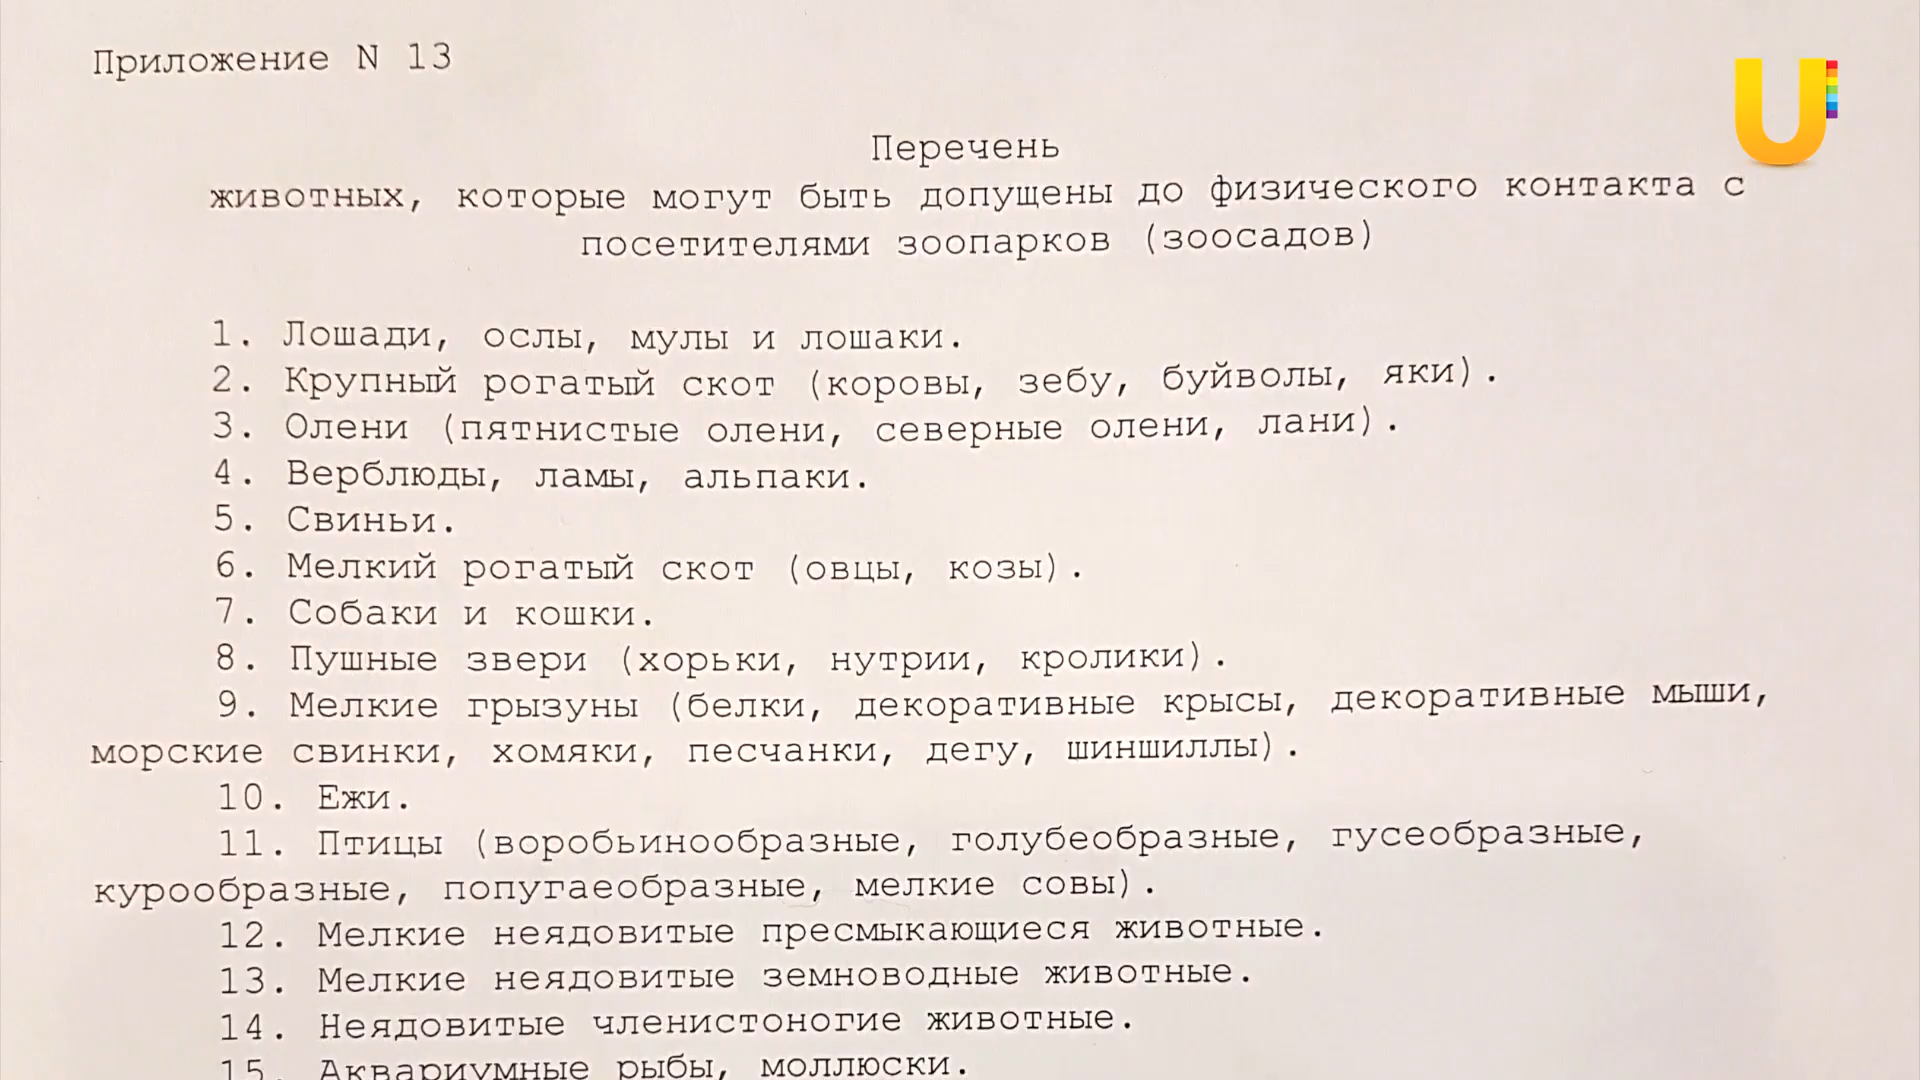 Приложение N 13
U
Перечень
животных, которые могут быть допущены до физического контакта с
посетителями зоопарков (зоосадов)
1. Лошади, ослы, мулы и лошаки.
2. Крупный рогатый скот (коровы, зебу, буйволы, яки).
3. Олени (пятнистые олени, северные олени, лани).
4. Верблюды, ламы, альпаки.
5. Свиньи.
6. Мелкий рогатый скот (овцы, козы).
7. Собаки и кошки.
8. Пушные звери (хорьки, нутрии, кролики).
9. Мелкие грызуны (белки, декоративные крысы, декоративные мыши,
морские свинки, хомяки, песчанки, дегу, шиншиллы).
10. Ежи.
11. Птицы (воробьинообразные, голубеобразные, гусеобразные,
курообразные, попугаеобразные, мелкие совы).
12. Мелкие неядовитые пресмыкающиеся животные.
13. Мелкие неядовитые земноводные животные.
14. Неядовитые членистоногие животные.
15. Аквариумные рыбы, моллюски.